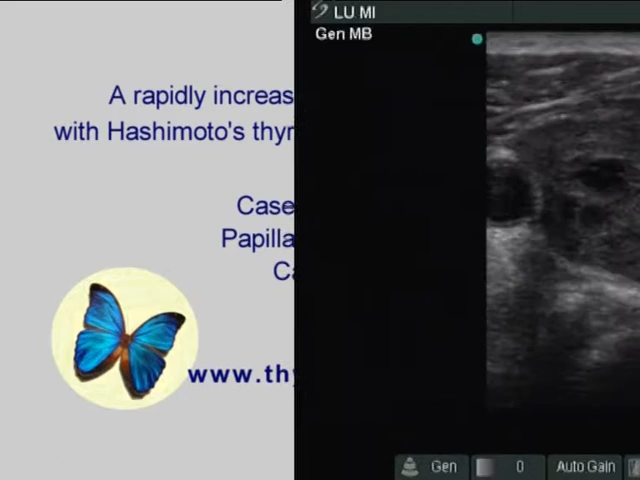 A rapidly increas
with Hashimoto's thyr
Case
Papilla
Ca
www.thy
LU MI
Gen MB
Gen
0
Auto Gain